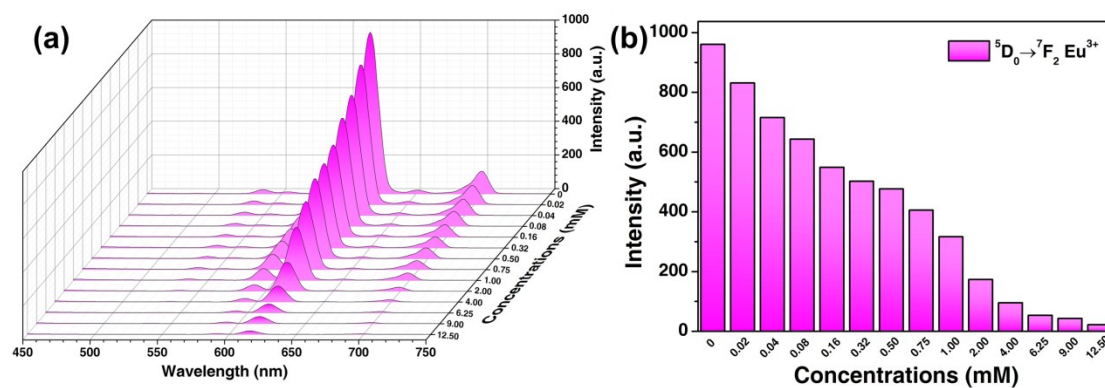 (a)
1000
800
600
400
200
0
Intensity (a.u.)
0
0.02
0.04
0.08
0.16
0.32
0.50
0.75
1.00
2.00
4.00
6.25
9.00
12.50
Concentrations (mM)
450 500 550 600 650 700 750
Wavelength (nm)
(b)
⁵D₀→⁷F₂ Eu³⁺
1000
800
600
400
200
0
Intensity (a.u.)
0 0.02 0.04 0.08 0.16 0.32 0.50 0.75 1.00 2.00 4.00 6.25 9.00 12.50
Concentrations (mM)